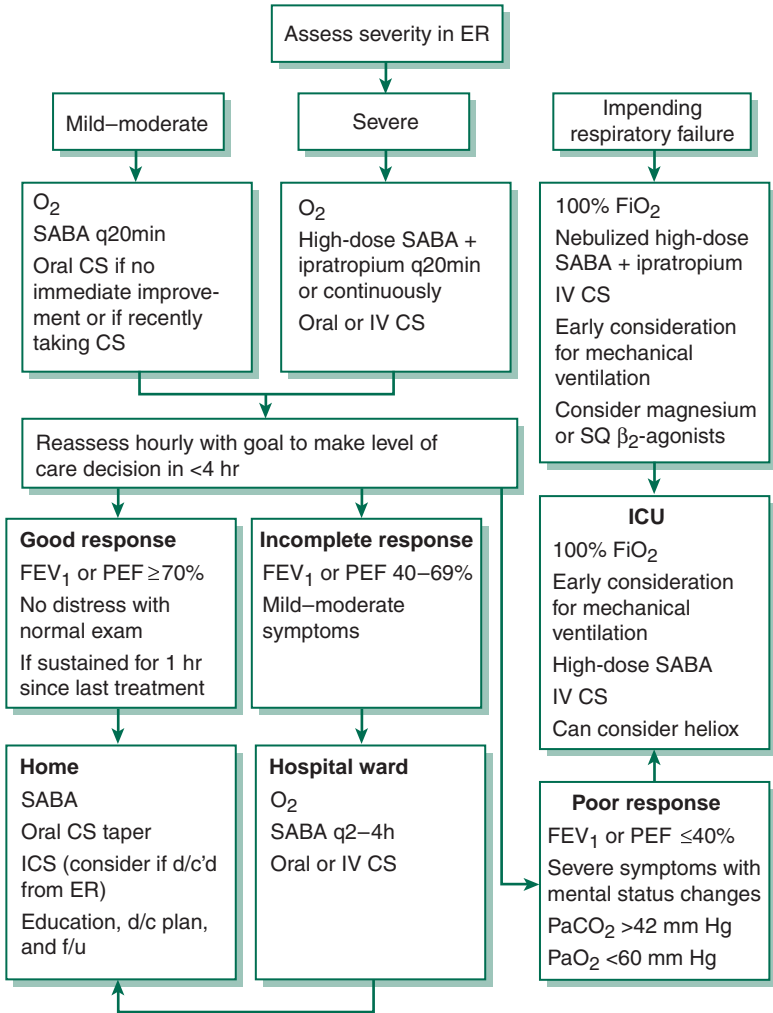 Assess severity in ER
Mild–moderate
Severe
Impending
respiratory failure
O2
SABA q20min
Oral CS if no
immediate improve-
ment or if recently
taking CS
O2
High-dose SABA +
ipratropium q20min
or continuously
Oral or IV CS
100% FiO2
Nebulized high-dose
SABA + ipratropium
IV CS
Early consideration
for mechanical
ventilation
Consider magnesium
or SQ β2-agonists
Reassess hourly with goal to make level of
care decision in <4 hr
Good response
FEV1 or PEF ≥70%
No distress with
normal exam
If sustained for 1 hr
since last treatment
Incomplete response
FEV1 or PEF 40–69%
Mild–moderate
symptoms
ICU
100% FiO2
Early consideration
for mechanical
ventilation
High-dose SABA
IV CS
Can consider heliox
Home
SABA
Oral CS taper
ICS (consider if d/c'd
from ER)
Education, d/c plan,
and f/u
Hospital ward
O2
SABA q2–4h
Oral or IV CS
Poor response
FEV1 or PEF ≤40%
Severe symptoms with
mental status changes
PaCO2 >42 mm Hg
PaO2 <60 mm Hg